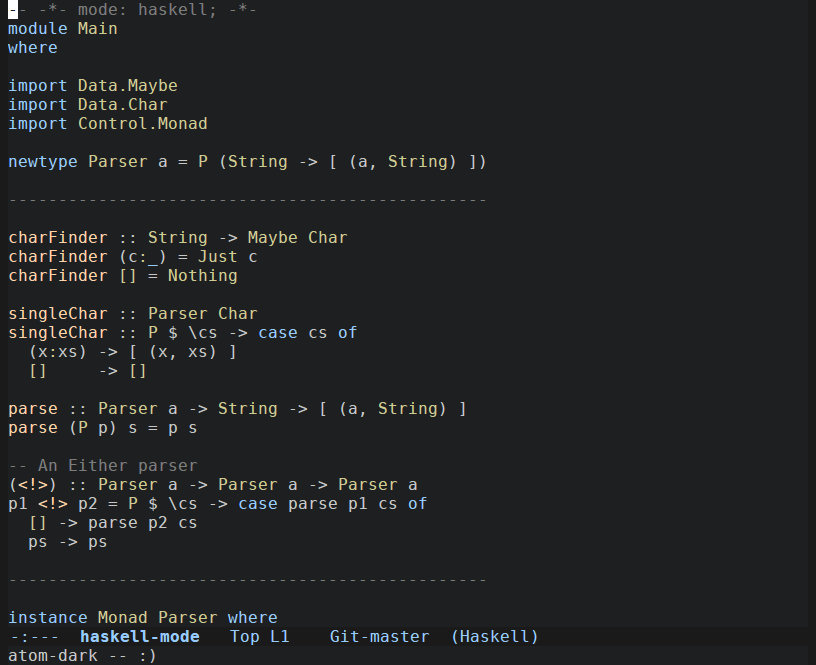 -- -*- mode: haskell; -*-
module Main
where

import Data.Maybe
import Data.Char
import Control.Monad

newtype Parser a = P (String -> [ (a, String) ])

------------------------------------------------

charFinder :: String -> Maybe Char
charFinder (c:_) = Just c
charFinder [] = Nothing

singleChar :: Parser Char
singleChar :: P $ \cs -> case cs of
  (x:xs) -> [ (x, xs) ]
  []     -> []

parse :: Parser a -> String -> [ (a, String) ]
parse (P p) s = p s

-- An Either parser
(<!>) :: Parser a -> Parser a -> Parser a
p1 <!> p2 = P $ \cs -> case parse p1 cs of
  [] -> parse p2 cs
  ps -> ps

------------------------------------------------

instance Monad Parser where
-:---  haskell-mode   Top L1    Git-master  (Haskell)
atom-dark -- :)